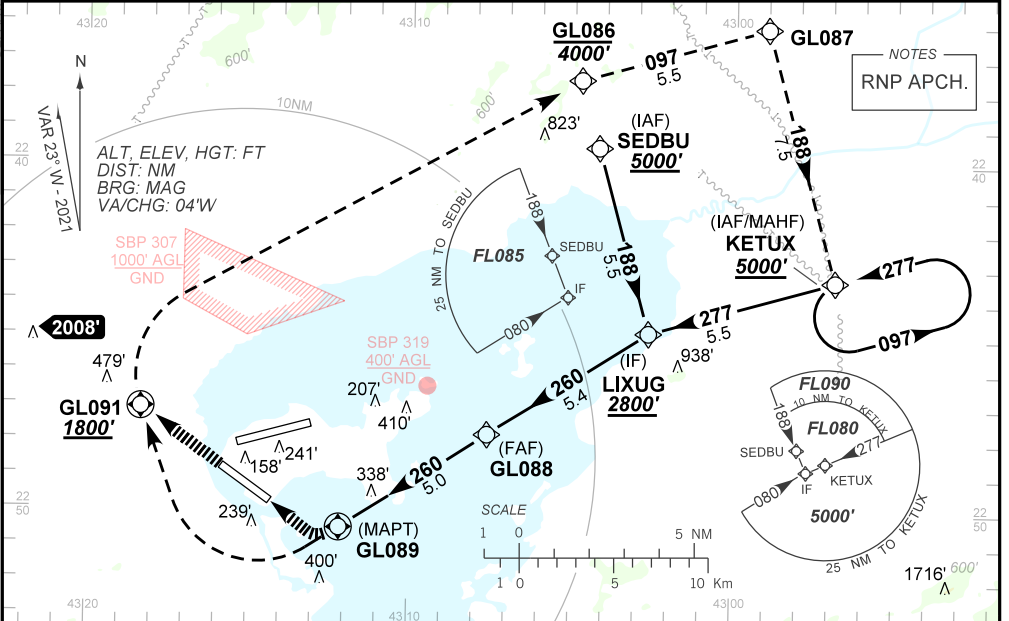 43 20
43 10
43 00
GL086
4000'
GL087
097
5.5
NOTES
RNP APCH.
N
VAR 23° W - 2021
600'
10NM
600'
823'
22
40
ALT, ELEV, HGT: FT
DIST: NM
BRG: MAG
VA/CHG: 04'W
(IAF)
SEDBU
5000'
188
7.5
22
40
SBP 307
1000' AGL
GND
25 NM TO SEDBU
188
SEDBU
FL085
IF
080
188
5.5
(IAF/MAHF)
KETUX
5000'
277
097
277
5.5
2008'
479'
SBP 319
400' AGL
GND
207'
410'
(IF)
LIXUG
2800'
938'
GL091
1800'
260
5.4
FL090
10 NM TO KETUX
FL080
188
277
SEDBU
IF
KETUX
080
5000'
25 NM TO KETUX
158'
241'
(FAF)
GL088
260
5.0
338'
239'
22
50
SCALE
1
0
5 NM
1
0
5
10 Km
22
50
(MAPT)
GL089
400'
1716'
600'
43 20
43 10
43 00